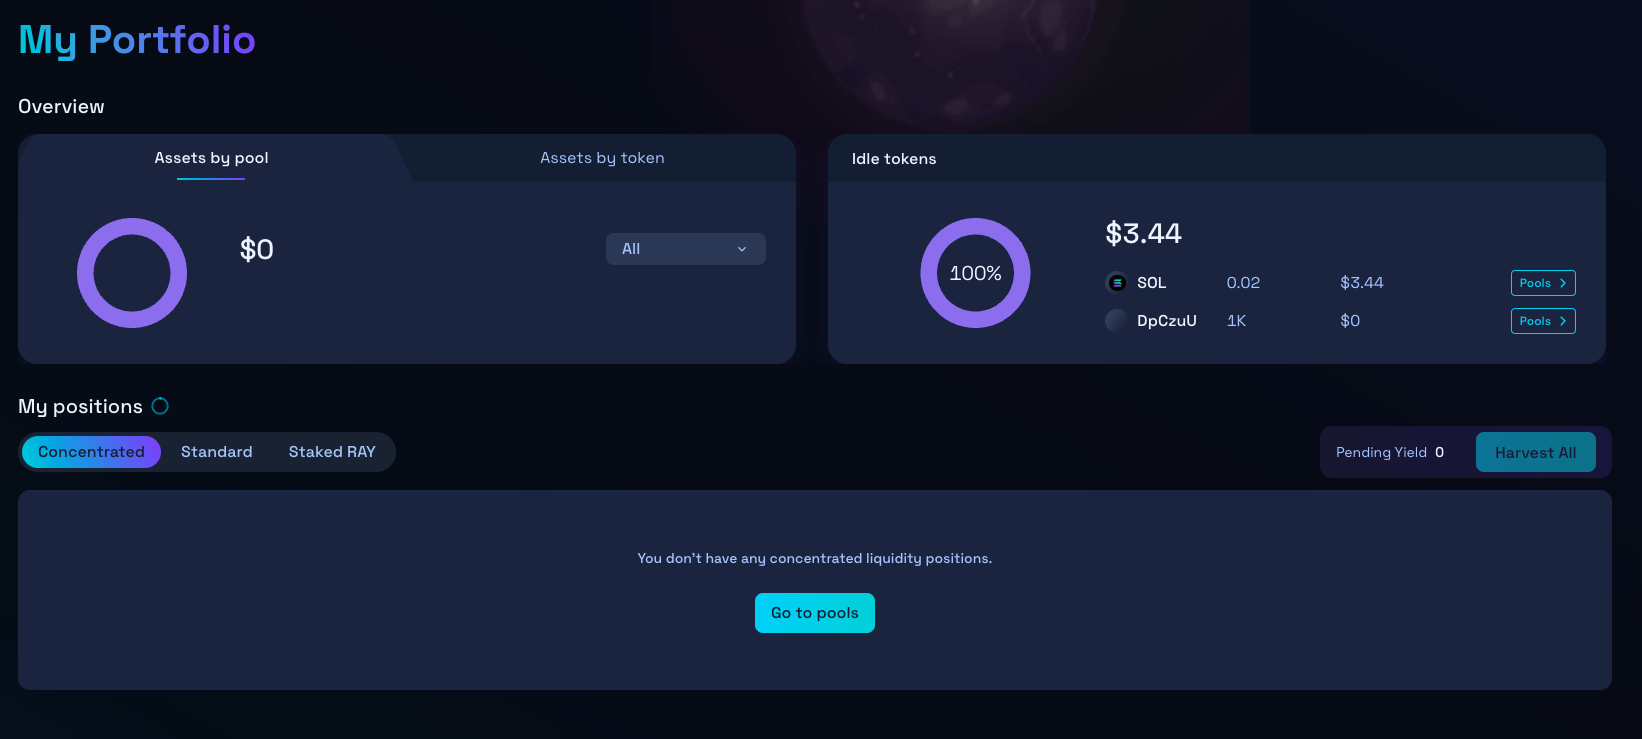 My Portfolio
Overview
Assets by pool
Assets by token
$0
All
Idle tokens
100%
$3.44
SOL 0.02 $3.44 Pools
DpCzuU 1K $0 Pools
My positions
Concentrated Standard Staked RAY
Pending Yield 0 Harvest All
You don't have any concentrated liquidity positions.
Go to pools